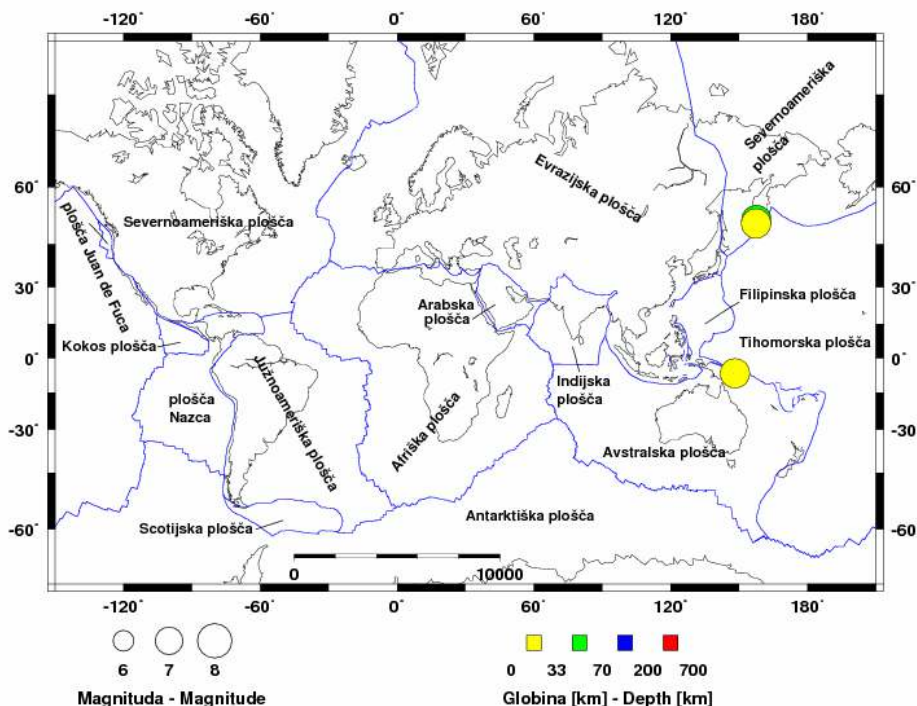 -120° -60° 0° 60° 120° 180°
Severnoameriška
plošča
Evrazijska plošča
60° 60°
Severnoameriška plošča
plošča Juan de Fuca
30° 30°
Arabska
plošča
Filipinska plošča
Kokos plošča
Tihomorska plošča
0° 0°
Južnoameriška plošča
Indijska
plošča
plošča
Nazca
Afriška plošča
-30° -30°
Avstralska plošča
Scotijska plošča
Antarktiška plošča
-60° -60°
0 10000
-120° -60° 0° 60° 120° 180°
6 7 8
0 33 70 200 700
Magnituda - Magnitude
Globina [km] - Depth [km]